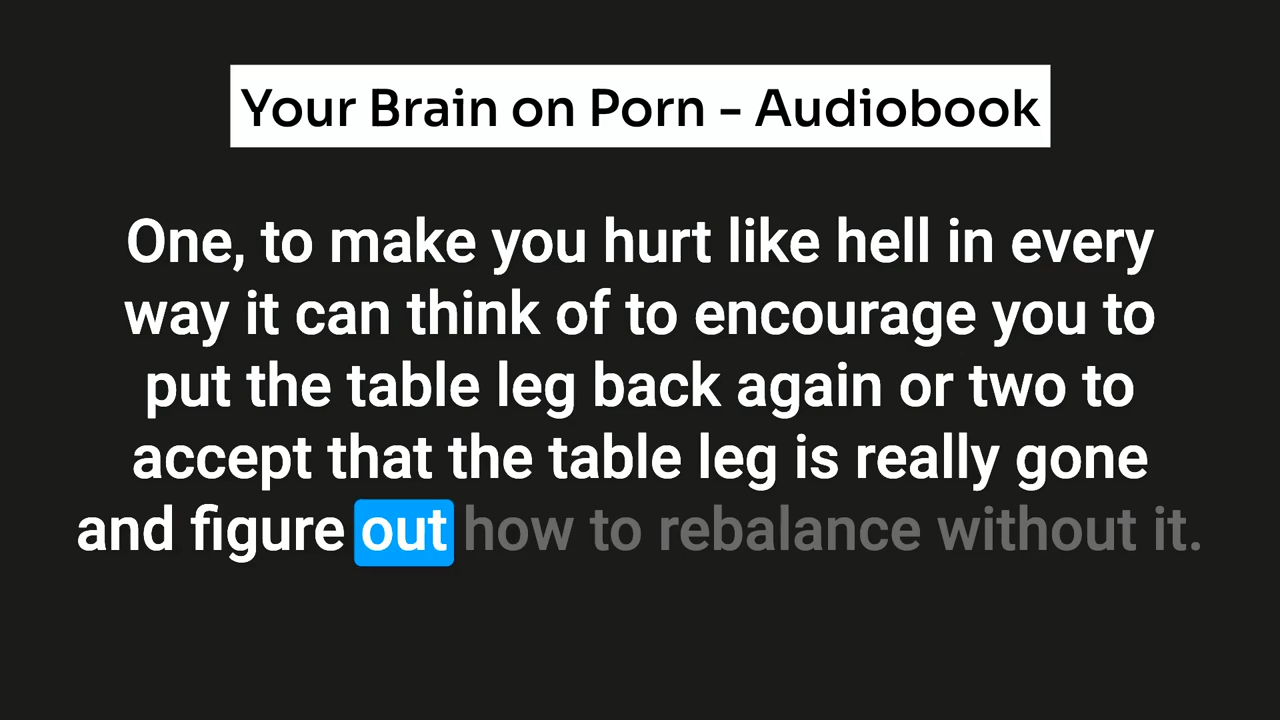 Your Brain on Porn - Audiobook
One, to make you hurt like hell in every
way it can think of to encourage you to
put the table leg back again or two to
accept that the table leg is really gone
and figure out how to rebalance without it.